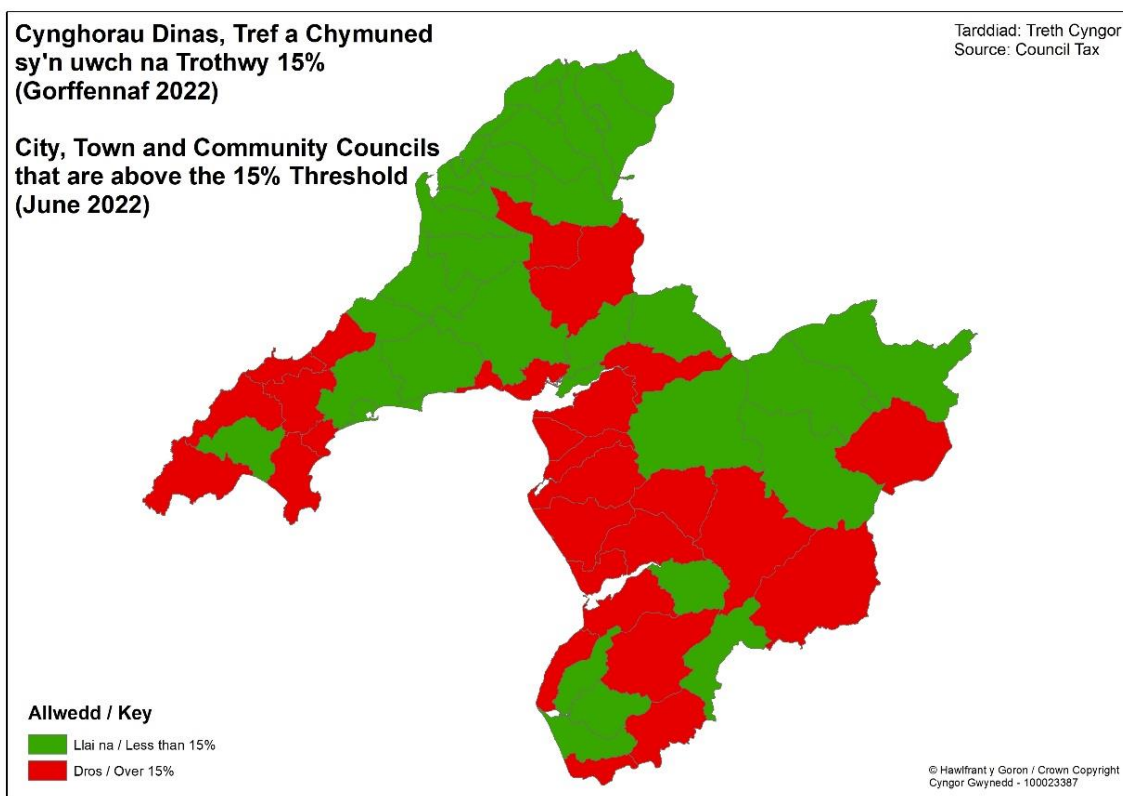 Cynghorau Dinas, Tref a Chymuned
sy'n uwch na Trothwy 15%
(Gorffennaf 2022)
City, Town and Community Councils
that are above the 15% Threshold
(June 2022)
Tarddiad: Treth Cyngor
Source: Council Tax
Allwedd / Key
Llai na / Less than 15%
Dros / Over 15%
© Hawlfrant y Goron / Crown Copyright
Cyngor Gwynedd - 100023387